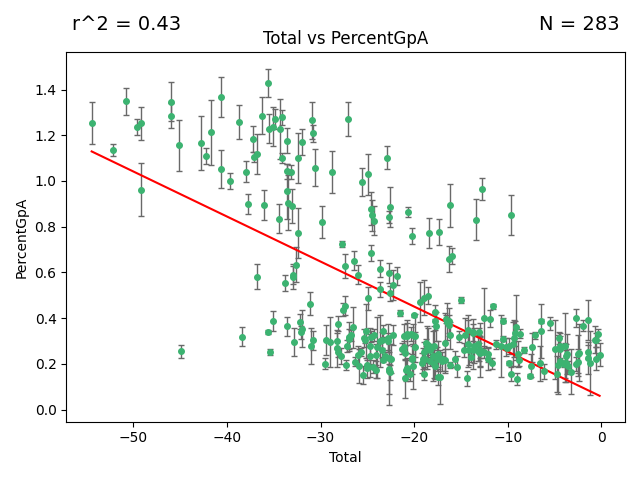 r^2 = 0.43
N = 283
Total vs PercentGpA
PercentGpA
1.4
1.2
1.0
0.8
0.6
0.4
0.2
0.0
−50
−40
−30
−20
−10
0
Total